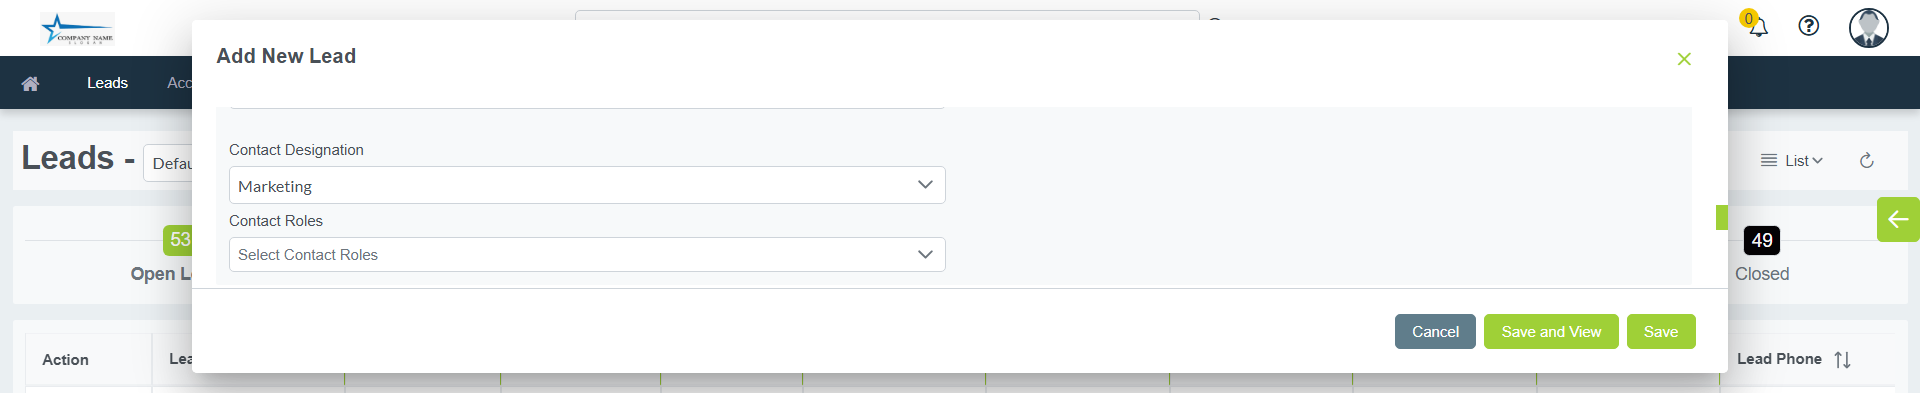 COMPANY NAME
0
Leads
Acc
Add New Lead
Leads -
Defau
Contact Designation
Marketing
Contact Roles
Select Contact Roles
List
53
Open L
49
Closed
Cancel
Save and View
Save
Action
Lea
Lead Phone